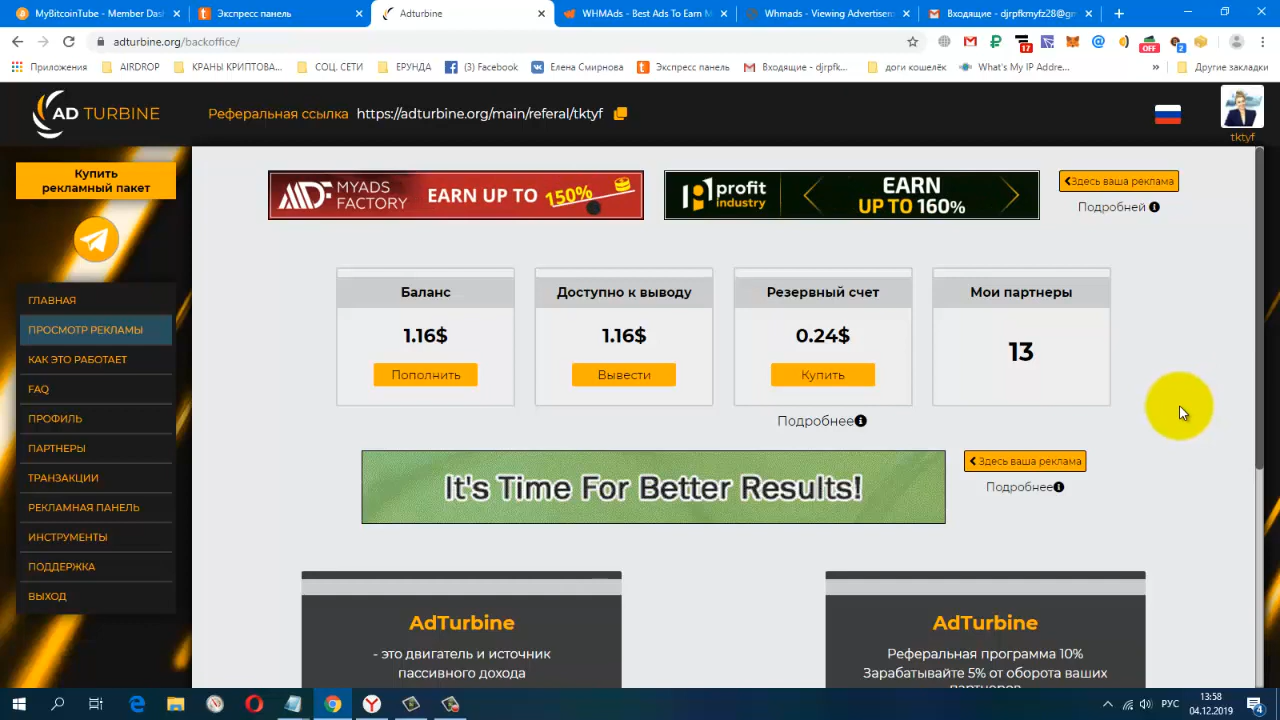 MyBitcoinTube - Member Das
Экспресс панель
Adturbine
WHMAds - Best Ads To Earn M
Whmads - Viewing Advertisem
Входящие - djrpfkmyfz28@gm
adturbine.org/backoffice/
17
OFF
2
Приложения
AIRDROP
КРАНЫ КРИПТОВА...
СОЦ. СЕТИ
ЕРУНДА
(3) Facebook
Елена Смирнова
Экспресс панель
Входящие - djrpfk...
доги кошелёк
What's My IP Addre...
»
Другие закладки
AD TURBINE
Реферальная ссылка https://adturbine.org/main/referal/tktyf
tktyf
Купить
рекламный пакет
ГЛАВНАЯ
ПРОСМОТР РЕКЛАМЫ
КАК ЭТО РАБОТАЕТ
FAQ
ПРОФИЛЬ
ПАРТНЕРЫ
ТРАНЗАКЦИИ
РЕКЛАМНАЯ ПАНЕЛЬ
ИНСТРУМЕНТЫ
ПОДДЕРЖКА
ВЫХОД
MYADS
FACTORY
EARN UP TO 150%
profit
industry
EARN
UP TO 160%
Здесь ваша реклама
Подробней
Баланс
1.16$
Пополнить
Доступно к выводу
1.16$
Вывести
Резервный счет
0.24$
Купить
Подробнее
Мои партнеры
13
It's Time For Better Results!
Здесь ваша реклама
Подробнее
AdTurbine
- это двигатель и источник
пассивного дохода
AdTurbine
Реферальная программа 10%
Зарабатывайте 5% от оборота ваших
партнеров
РУС
13:58
04.12.2019
4